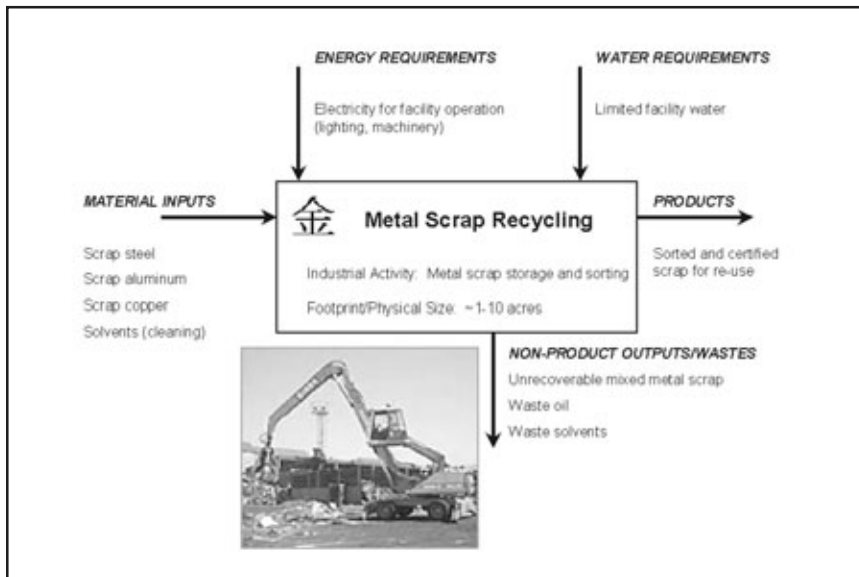 ENERGY REQUIREMENTS
Electricity for facility operation
(lighting, machinery)
WATER REQUIREMENTS
Limited facility water
MATERIAL INPUTS
Scrap steel
Scrap aluminum
Scrap copper
Solvents (cleaning)
金 Metal Scrap Recycling
Industrial Activity: Metal scrap storage and sorting
Footprint/Physical Size: ~1-10 acres
PRODUCTS
Sorted and certified
scrap for re-use
NON-PRODUCT OUTPUTS/WASTES
Unrecoverable mixed metal scrap
Waste oil
Waste solvents